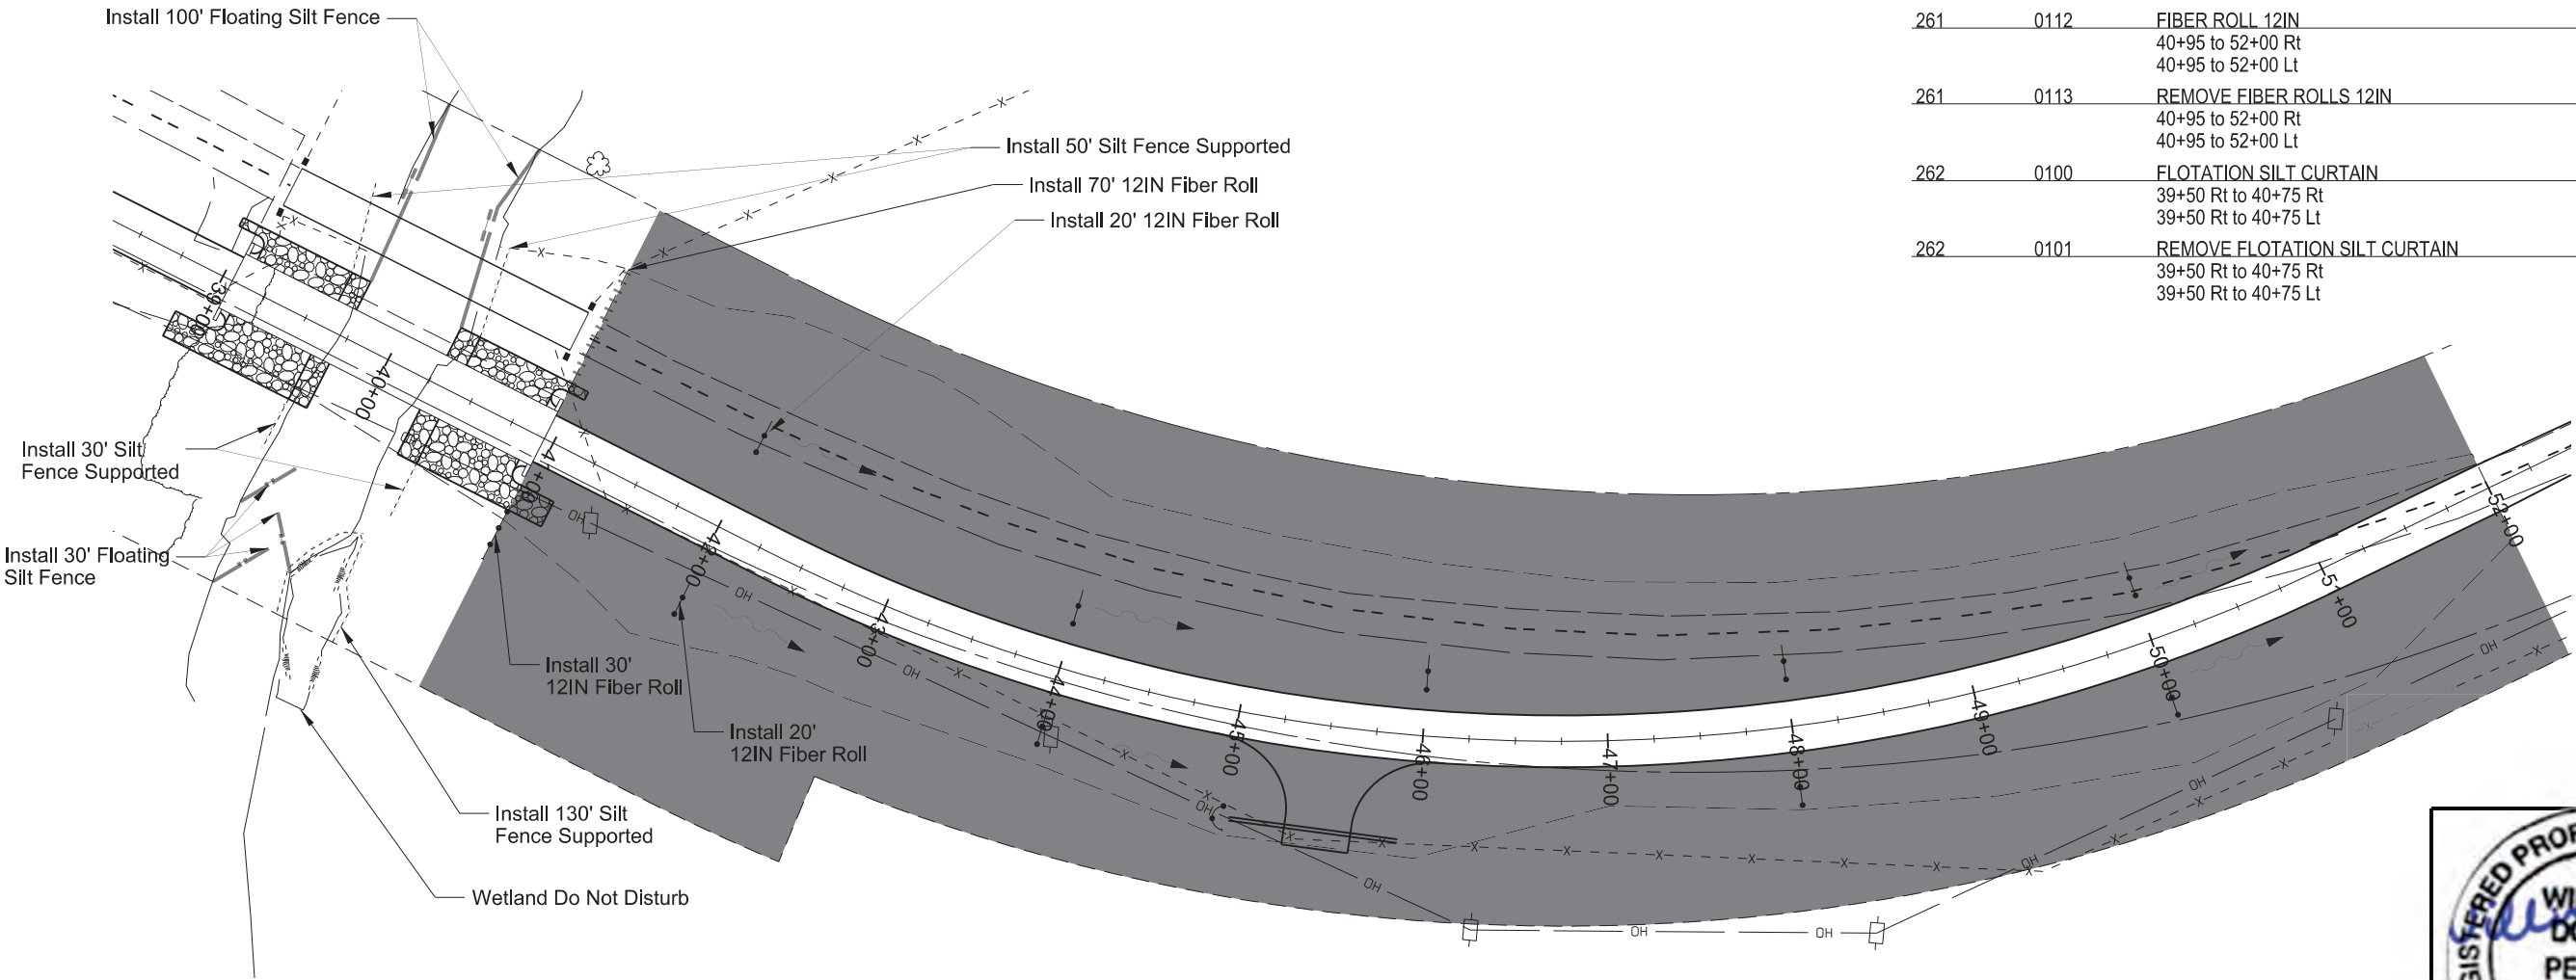 Install 100' Floating Silt Fence
261 0112 FIBER ROLL 12IN
40+95 to 52+00 Rt
40+95 to 52+00 Lt
261 0113 REMOVE FIBER ROLLS 12IN
40+95 to 52+00 Rt
40+95 to 52+00 Lt
262 0100 FLOTATION SILT CURTAIN
39+50 Rt to 40+75 Rt
39+50 Rt to 40+75 Lt
262 0101 REMOVE FLOTATION SILT CURTAIN
39+50 Rt to 40+75 Rt
39+50 Rt to 40+75 Lt
Install 50' Silt Fence Supported
Install 70' 12IN Fiber Roll
Install 20' 12IN Fiber Roll
Install 30' Silt
Fence Supported
Install 30' Floating
Silt Fence
Install 30'
12IN Fiber Roll
Install 20'
12IN Fiber Roll
Install 130' Silt
Fence Supported
Wetland Do Not Disturb
39+00
40+00
41+00
42+00
43+00
44+00
45+00
46+00
47+00
48+00
49+00
50+00
51+00
52+00
OH
OH
OH
OH
OH
OH
OH
OH
OH
OH